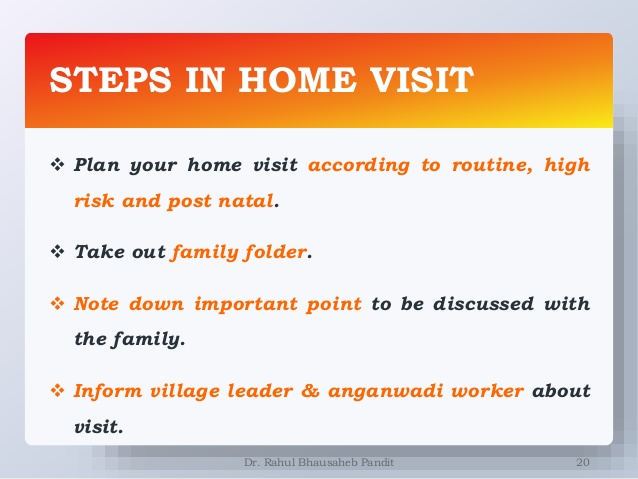 STEPS IN HOME VISIT
❖ Plan your home visit according to routine, high
risk and post natal.
❖ Take out family folder.
❖ Note down important point to be discussed with
the family.
❖ Inform village leader & anganwadi worker about
visit.
Dr. Rahul Bhausaheb Pandit 20